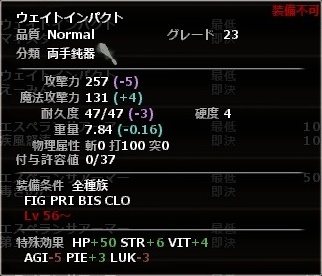 装備不可
ウェイトインパクト
品質 Normal グレード 23
分類 両手鈍器
攻撃力 257 (-5)
魔法攻撃力 131 (+4)
耐久度 47/47 (-3) 硬度 4
重量 7.84 (-0.16)
物理属性 斬0 打100 突0
付与許容値 0/37
装備条件 全種族
FIG PRI BIS CLO
Lv 56～
特殊効果 HP+50 STR+6 VIT+4
AGI-5 PIE+3 LUK-3